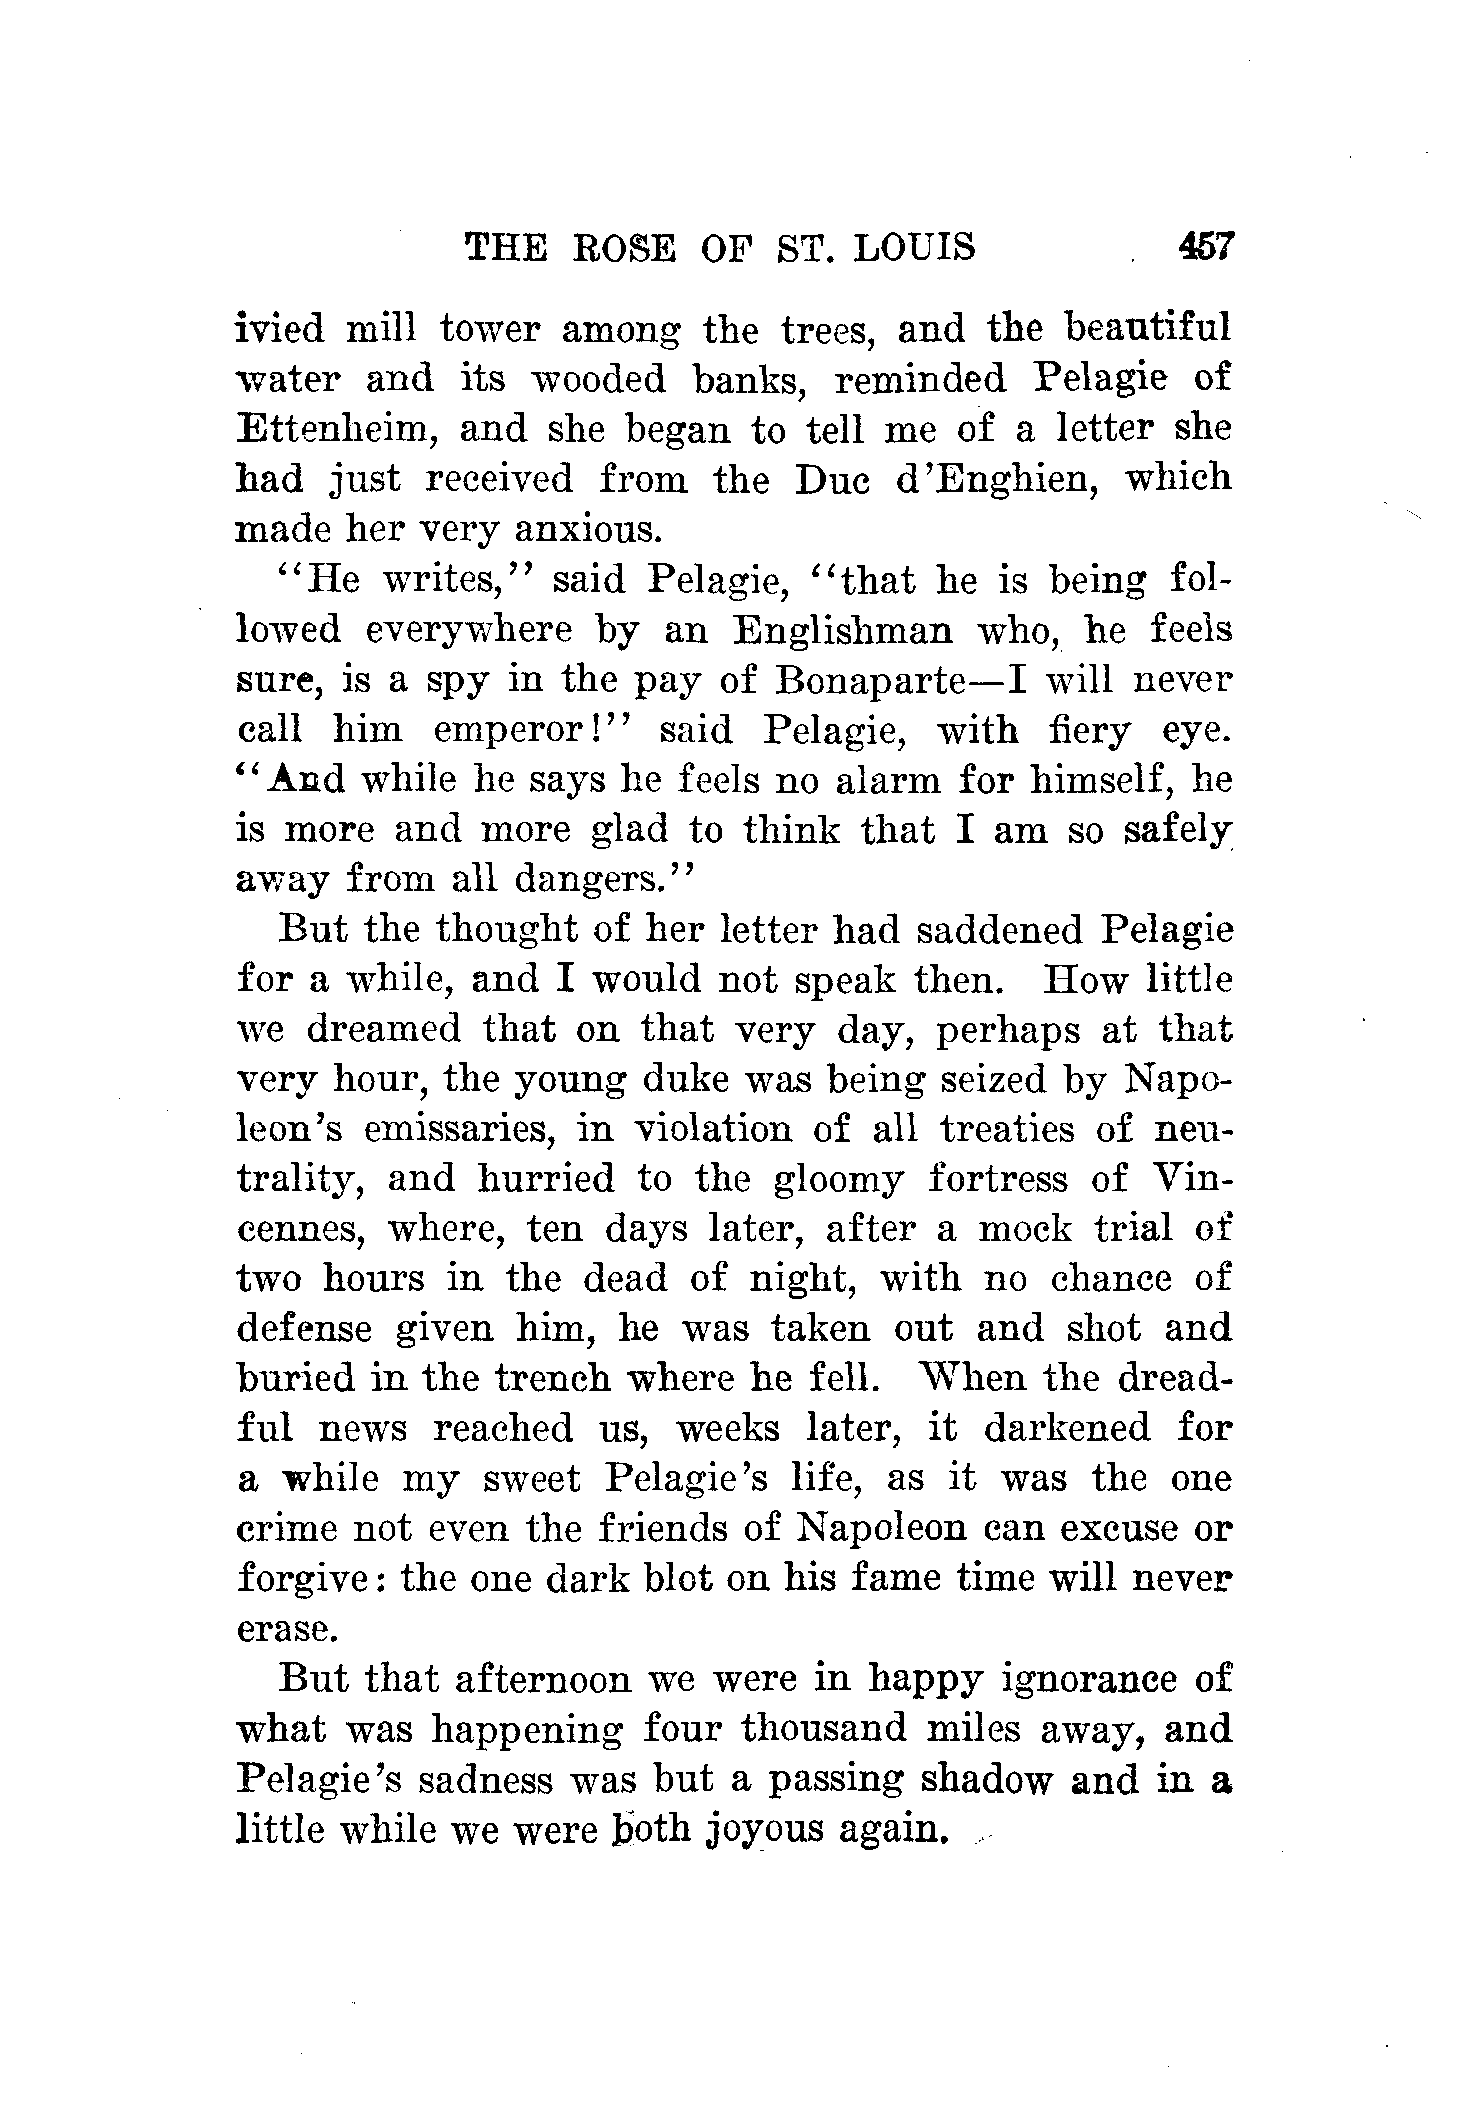 THE ROSE OF ST. LOUIS 457
ivied mill tower among the trees, and the beautiful
water and its wooded banks, reminded Pelagie of
Ettenheim, and she began to tell me of a letter she
had just received from the Duc d'Enghien, which
made her very anxious.
"He writes," said Pelagie, "that he is being fol-
lowed everywhere by an Englishman who, he feels
sure, is a spy in the pay of Bonaparte—I will never
call him emperor!" said Pelagie, with fiery eye.
"And while he says he feels no alarm for himself, he
is more and more glad to think that I am so safely
away from all dangers."
But the thought of her letter had saddened Pelagie
for a while, and I would not speak then. How little
we dreamed that on that very day, perhaps at that
very hour, the young duke was being seized by Napo-
leon's emissaries, in violation of all treaties of neu-
trality, and hurried to the gloomy fortress of Vin-
cennes, where, ten days later, after a mock trial of
two hours in the dead of night, with no chance of
defense given him, he was taken out and shot and
buried in the trench where he fell. When the dread-
ful news reached us, weeks later, it darkened for
a while my sweet Pelagie's life, as it was the one
crime not even the friends of Napoleon can excuse or
forgive: the one dark blot on his fame time will never
erase.
But that afternoon we were in happy ignorance of
what was happening four thousand miles away, and
Pelagie's sadness was but a passing shadow and in a
little while we were both joyous again.